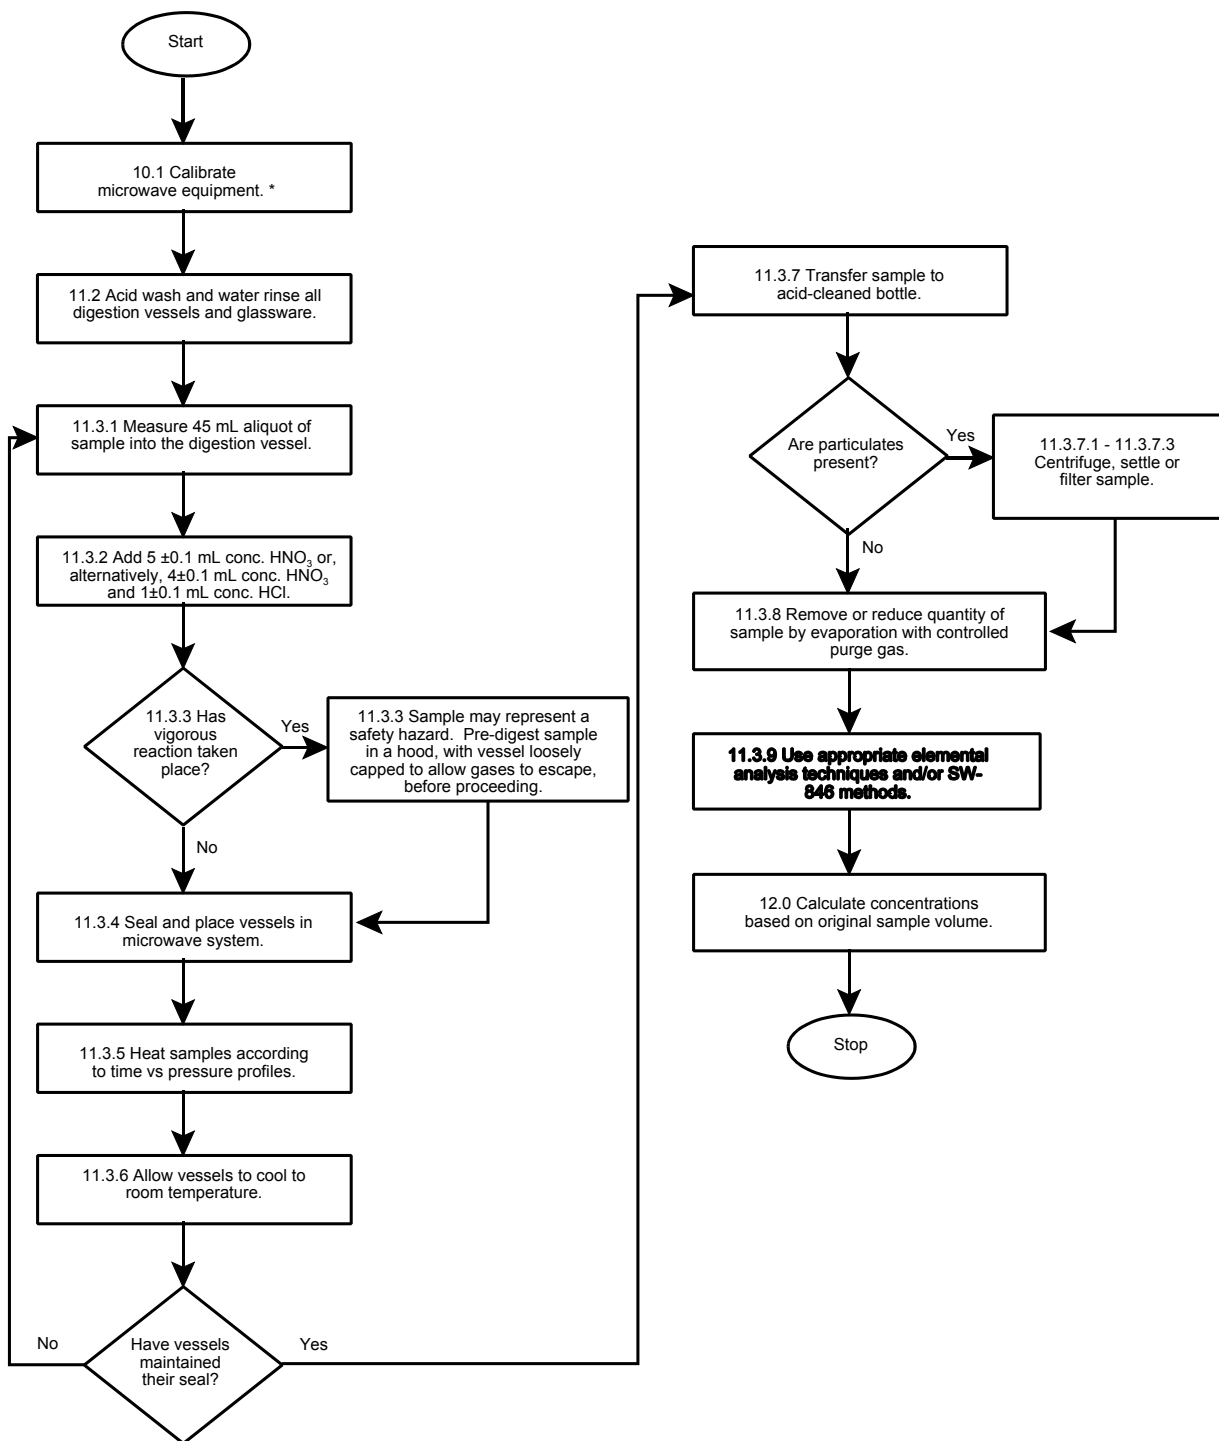 Start
10.1 Calibrate
microwave equipment. *
11.2 Acid wash and water rinse all
digestion vessels and glassware.
11.3.1 Measure 45 mL aliquot of
sample into the digestion vessel.
11.3.2 Add 5 ±0.1 mL conc. HNO₃ or,
alternatively, 4±0.1 mL conc. HNO₃
and 1±0.1 mL conc. HCl.
11.3.3 Has
vigorous
reaction taken
place?
Yes
11.3.3 Sample may represent a
safety hazard. Pre-digest sample
in a hood, with vessel loosely
capped to allow gases to escape,
before proceeding.
No
11.3.4 Seal and place vessels in
microwave system.
11.3.5 Heat samples according
to time vs pressure profiles.
11.3.6 Allow vessels to cool to
room temperature.
No
Have vessels
maintained
their seal?
Yes
11.3.7 Transfer sample to
acid-cleaned bottle.
Are particulates
present?
Yes
11.3.7.1 - 11.3.7.3
Centrifuge, settle or
filter sample.
No
11.3.8 Remove or reduce quantity of
sample by evaporation with controlled
purge gas.
11.3.9 Use appropriate elemental
analysis techniques and/or SW-
846 methods.
12.0 Calculate concentrations
based on original sample volume.
Stop